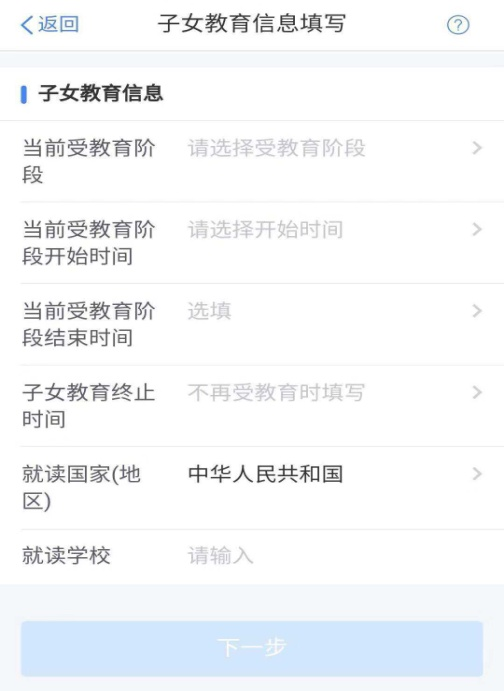 返回
子女教育信息填写
?
子女教育信息
当前受教育阶
段
请选择受教育阶段
当前受教育阶
段开始时间
请选择开始时间
当前受教育阶
段结束时间
选填
子女教育终止
时间
不再受教育时填写
就读国家(地
区)
中华人民共和国
就读学校
请输入
下一步